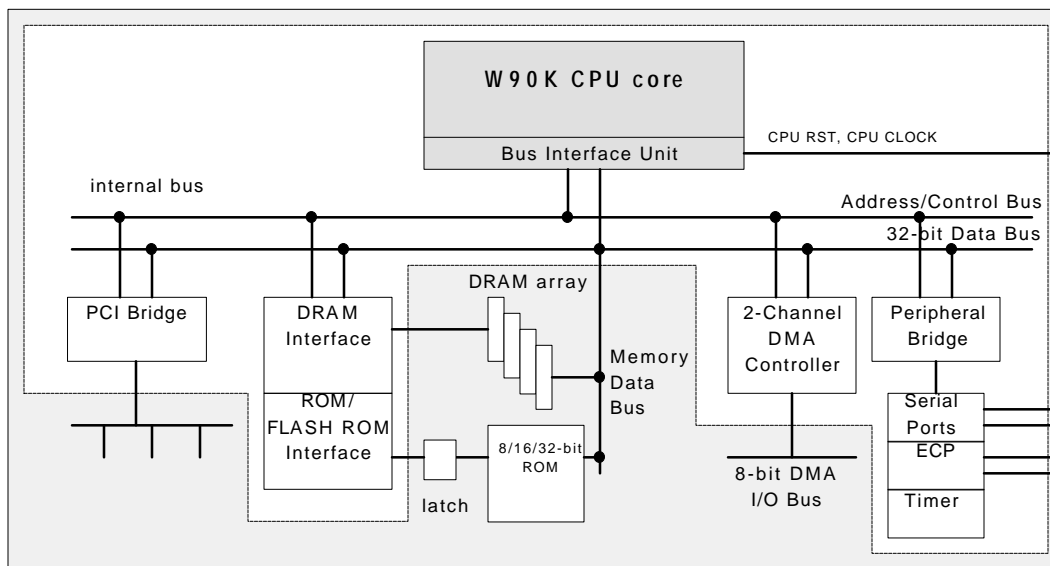 W90K CPU core
Bus Interface Unit
CPU RST, CPU CLOCK
internal bus
Address/Control Bus
32-bit Data Bus
DRAM array
PCI Bridge
DRAM
Interface
2-Channel
DMA
Controller
Peripheral
Bridge
Memory
Data
Bus
ROM/
FLASH ROM
Interface
8/16/32-bit
ROM
latch
8-bit DMA
I/O Bus
Serial
Ports
ECP
Timer